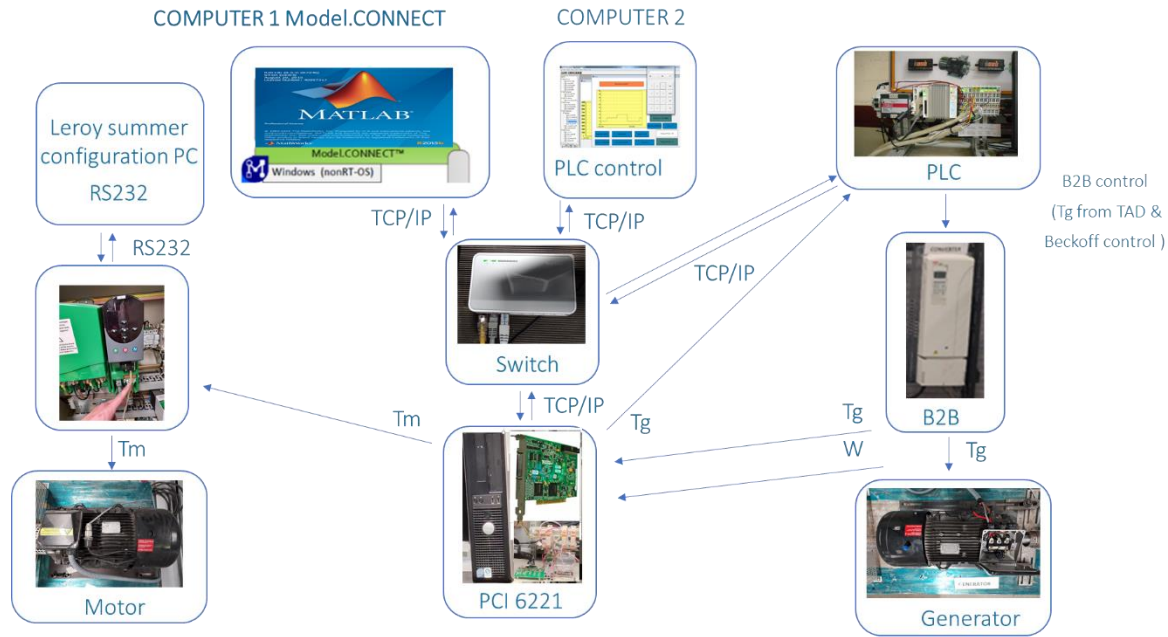 COMPUTER 1 Model.CONNECT
COMPUTER 2
Leroy summer
configuration PC
RS232
MATLAB
Model.CONNECT™
Windows (nonRT-OS)
PLC control
PLC
B2B control
(Tg from TAD &
Beckoff control )
TCP/IP
TCP/IP
RS232
TCP/IP
CONVERTER
Switch
TCP/IP
Tm
Tg
Tg
B2B
W
Tm
Tg
Motor
PCI 6221
Generator